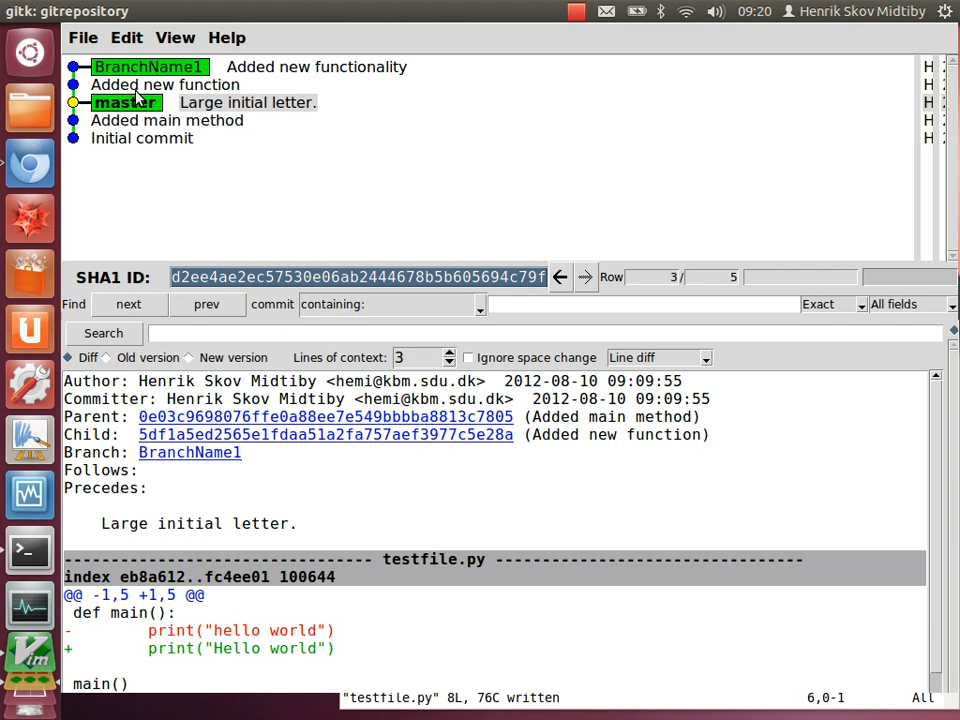 gitk: gitrepository
09:20 Henrik Skov Midtiby
File Edit View Help
BranchName1 Added new functionality H
Added new function H
master Large initial letter. H
Added main method H
Initial commit H
SHA1 ID: d2ee4ae2ec57530e06ab2444678b5b605694c79f Row 3/ 5
Find next prev commit containing: Exact All fields
Search
Diff Old version New version Lines of context: 3 Ignore space change Line diff
Author: Henrik Skov Midtiby <hemi@kbm.sdu.dk> 2012-08-10 09:09:55
Committer: Henrik Skov Midtiby <hemi@kbm.sdu.dk> 2012-08-10 09:09:55
Parent: 0e03c9698076ffe0a88ee7e549bbbba8813c7805 (Added main method)
Child: 5df1a5ed2565e1fdaa51a2fa757aef3977c5e28a (Added new function)
Branch: BranchName1
Follows:
Precedes:
Large initial letter.
--------------------------------- testfile.py ---------------------------------
index eb8a612..fc4ee01 100644
@@ -1,5 +1,5 @@
def main():
- print("hello world")
+ print("Hello world")
main()
"testfile.py" 8L, 76C written 6,0-1 All